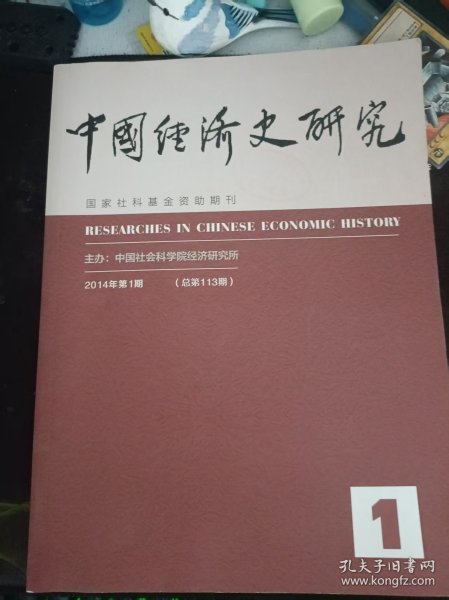 中國经济史研究
国家社科基金资助期刊
RESEARCHES IN CHINESE ECONOMIC HISTORY
主办：中国社会科学院经济研究所
2014年第1期 （总第113期）
1
孔夫子旧书网
www.kongfz.com